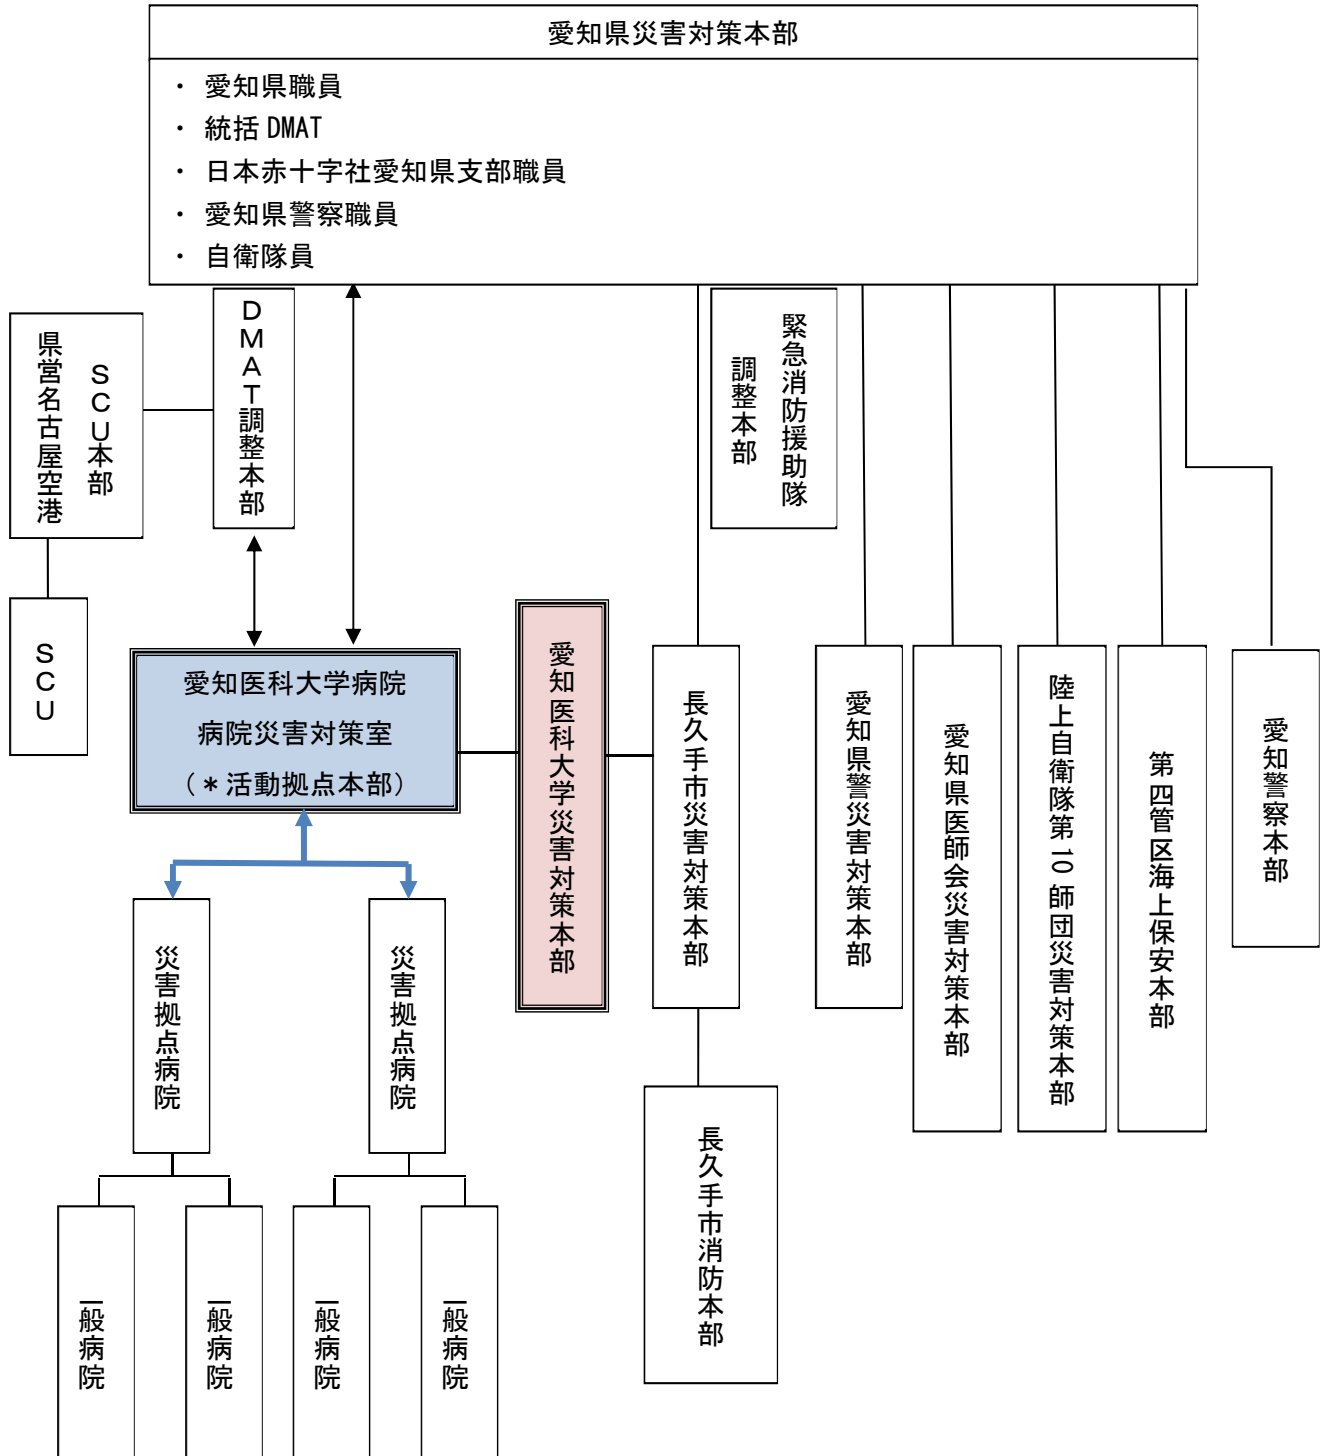 愛知県災害対策本部
・ 愛知県職員
・ 統括 DMAT
・ 日本赤十字社愛知県支部職員
・ 愛知県警察職員
・ 自衛隊員
ＳＣＵ本部
県営名古屋空港
ＤＭＡＴ調整本部
緊急消防援助隊
調整本部
ＳＣＵ
愛知医科大学病院
病院災害対策室
（＊活動拠点本部）
愛知医科大学災害対策本部
長久手市災害対策本部
愛知県警災害対策本部
愛知県医師会災害対策本部
陸上自衛隊第 10 師団災害対策本部
第四管区海上保安本部
愛知警察本部
災害拠点病院
災害拠点病院
長久手市消防本部
一般病院
一般病院
一般病院
一般病院